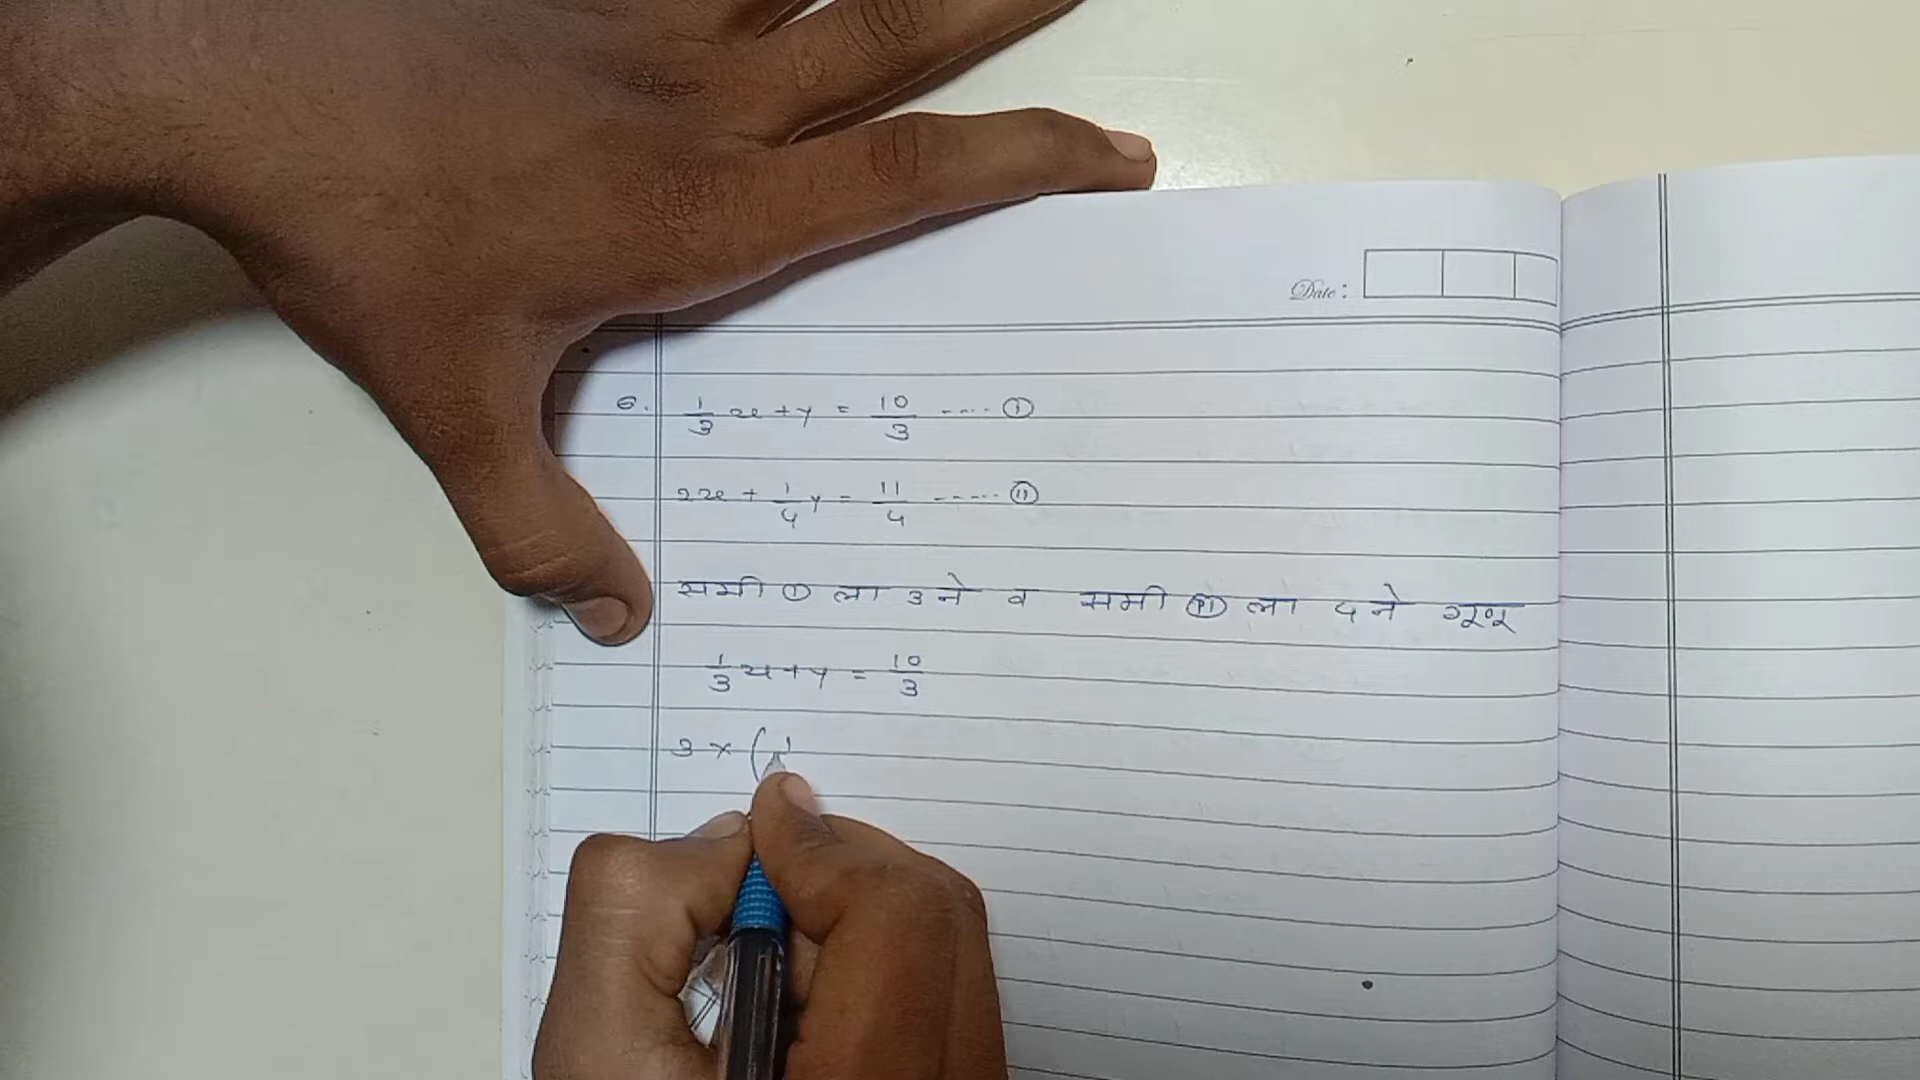 Date :
6. 1/3 x + y = 10/3 ---- (i)
2x + 1/4 y = 11/4 ----- (ii)
समी (i) ला 3 ने व समी (ii) ला 4 ने गुणू
1/3 x + y = 10/3
3 × ( 1